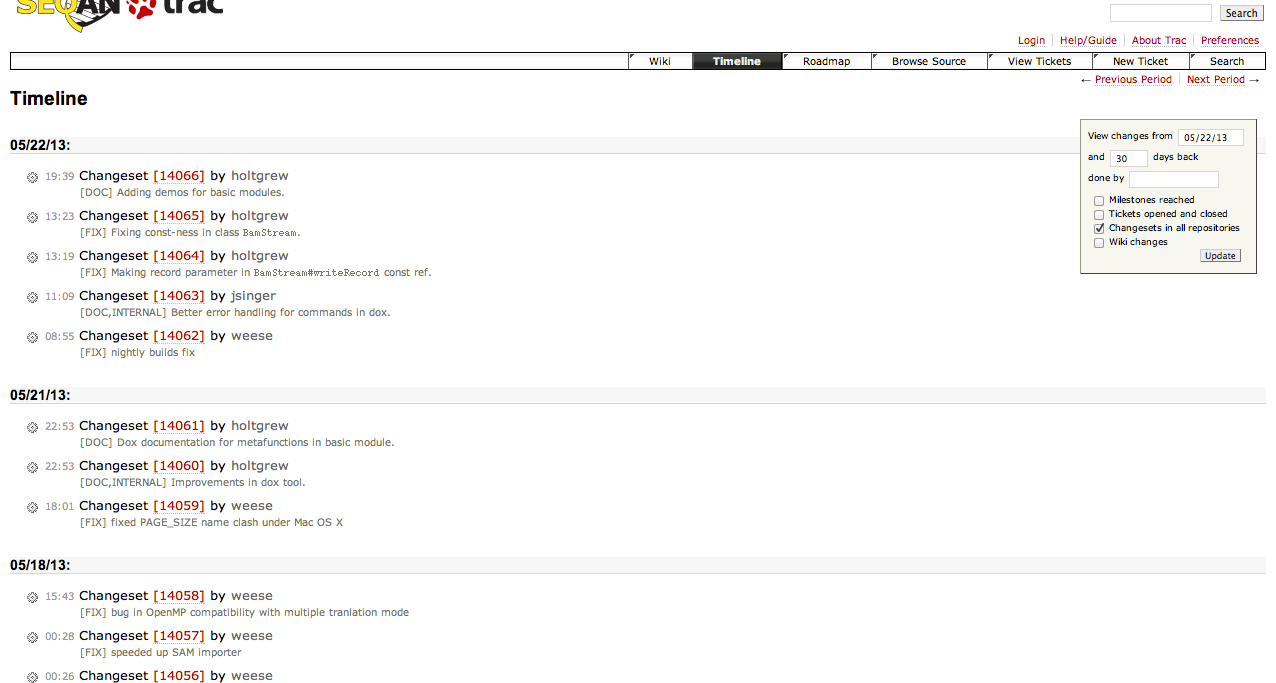 SEQAN trac
Search
Login Help/Guide About Trac Preferences
Wiki Timeline Roadmap Browse Source View Tickets New Ticket Search
← Previous Period Next Period →
Timeline
View changes from 05/22/13
and 30 days back
done by
Milestones reached
Tickets opened and closed
Changesets in all repositories
Wiki changes
Update
05/22/13:
19:39 Changeset [14066] by holtgrew
[DOC] Adding demos for basic modules.
13:23 Changeset [14065] by holtgrew
[FIX] Fixing const-ness in class BamStream.
13:19 Changeset [14064] by holtgrew
[FIX] Making record parameter in BamStream#writeRecord const ref.
11:09 Changeset [14063] by jsinger
[DOC,INTERNAL] Better error handling for commands in dox.
08:55 Changeset [14062] by weese
[FIX] nightly builds fix
05/21/13:
22:53 Changeset [14061] by holtgrew
[DOC] Dox documentation for metafunctions in basic module.
22:53 Changeset [14060] by holtgrew
[DOC,INTERNAL] Improvements in dox tool.
18:01 Changeset [14059] by weese
[FIX] fixed PAGE_SIZE name clash under Mac OS X
05/18/13:
15:43 Changeset [14058] by weese
[FIX] bug in OpenMP compatibility with multiple tranlation mode
00:28 Changeset [14057] by weese
[FIX] speeded up SAM importer
00:26 Changeset [14056] by weese